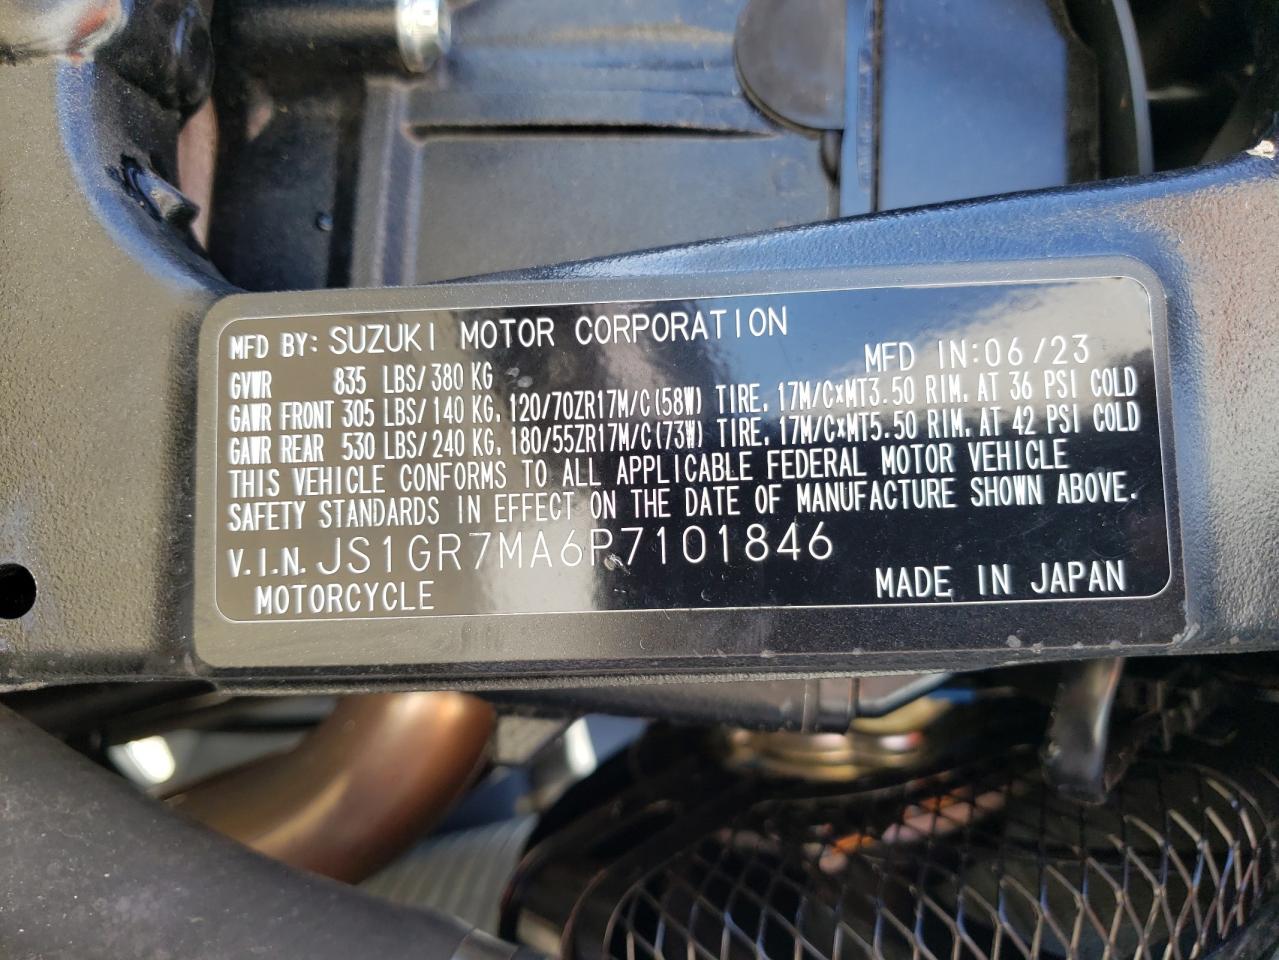 MFD BY: SUZUKI MOTOR CORPORATION
MFD IN:06/23
GVWR 835 LBS/380 KG
GAWR FRONT 305 LBS/140 KG, 120/70ZR17M/C(58W) TIRE, 17M/C×MT3.50 RIM, AT 36 PSI COLD
GAWR REAR 530 LBS/240 KG, 180/55ZR17M/C(73W) TIRE, 17M/C×MT5.50 RIM, AT 42 PSI COLD
THIS VEHICLE CONFORMS TO ALL APPLICABLE FEDERAL MOTOR VEHICLE
SAFETY STANDARDS IN EFFECT ON THE DATE OF MANUFACTURE SHOWN ABOVE.
V.I.N. JS1GR7MA6P7101846
MOTORCYCLE MADE IN JAPAN